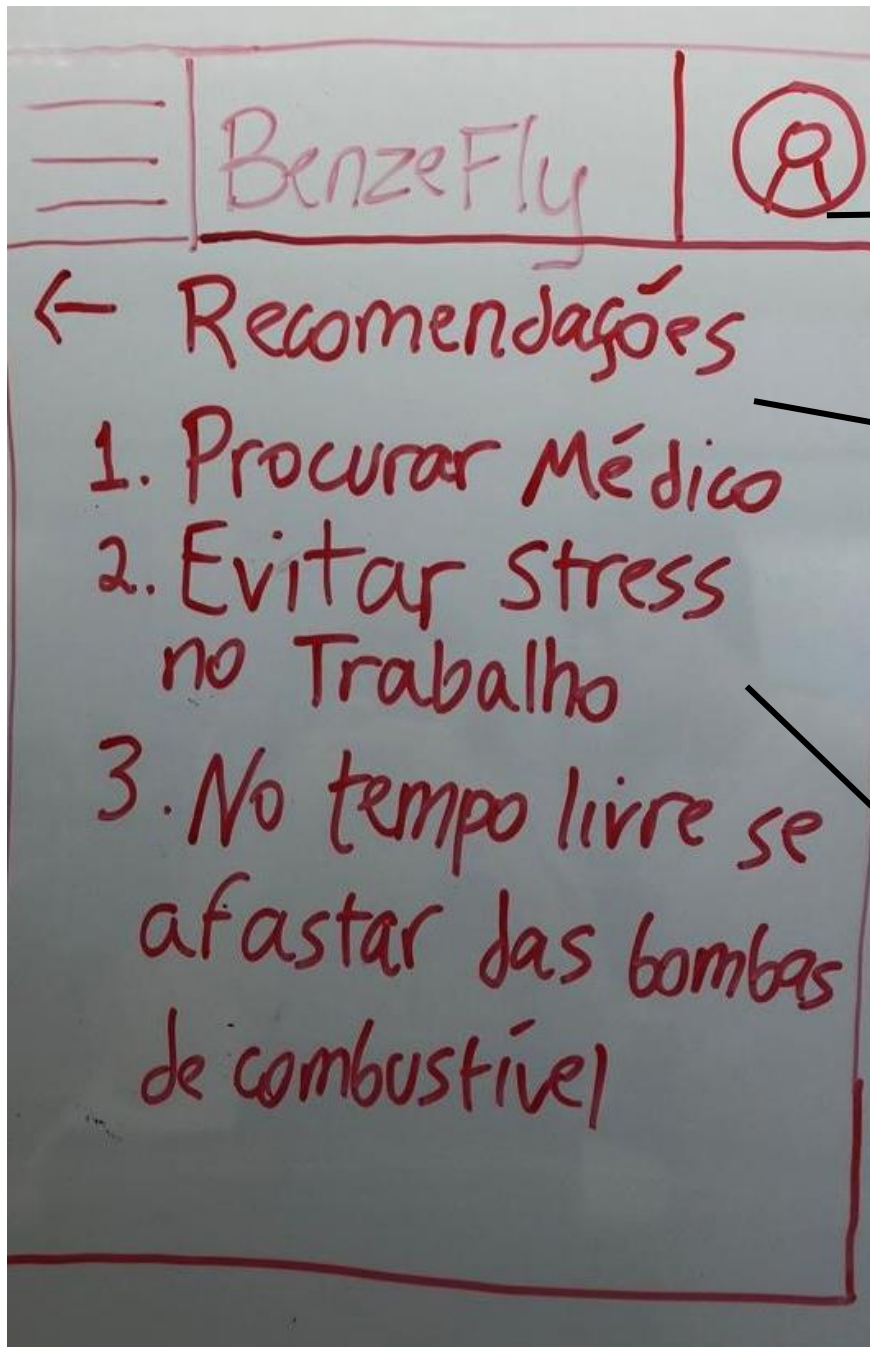 BenzeFly
← Recomendações
1. Procurar Médico
2. Evitar Stress
no Trabalho
3. No tempo livre se
afastar das bombas
de combustível